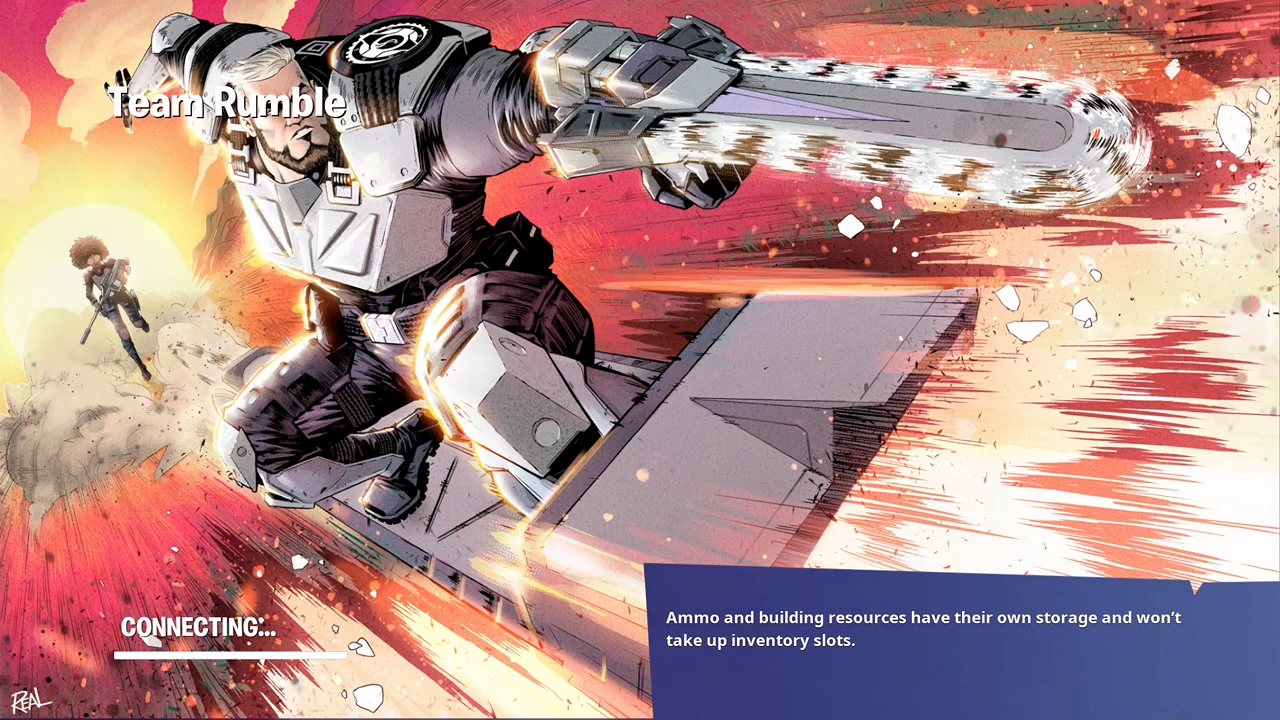 Team Rumble
CONNECTING...
Ammo and building resources have their own storage and won't
take up inventory slots.
REAL